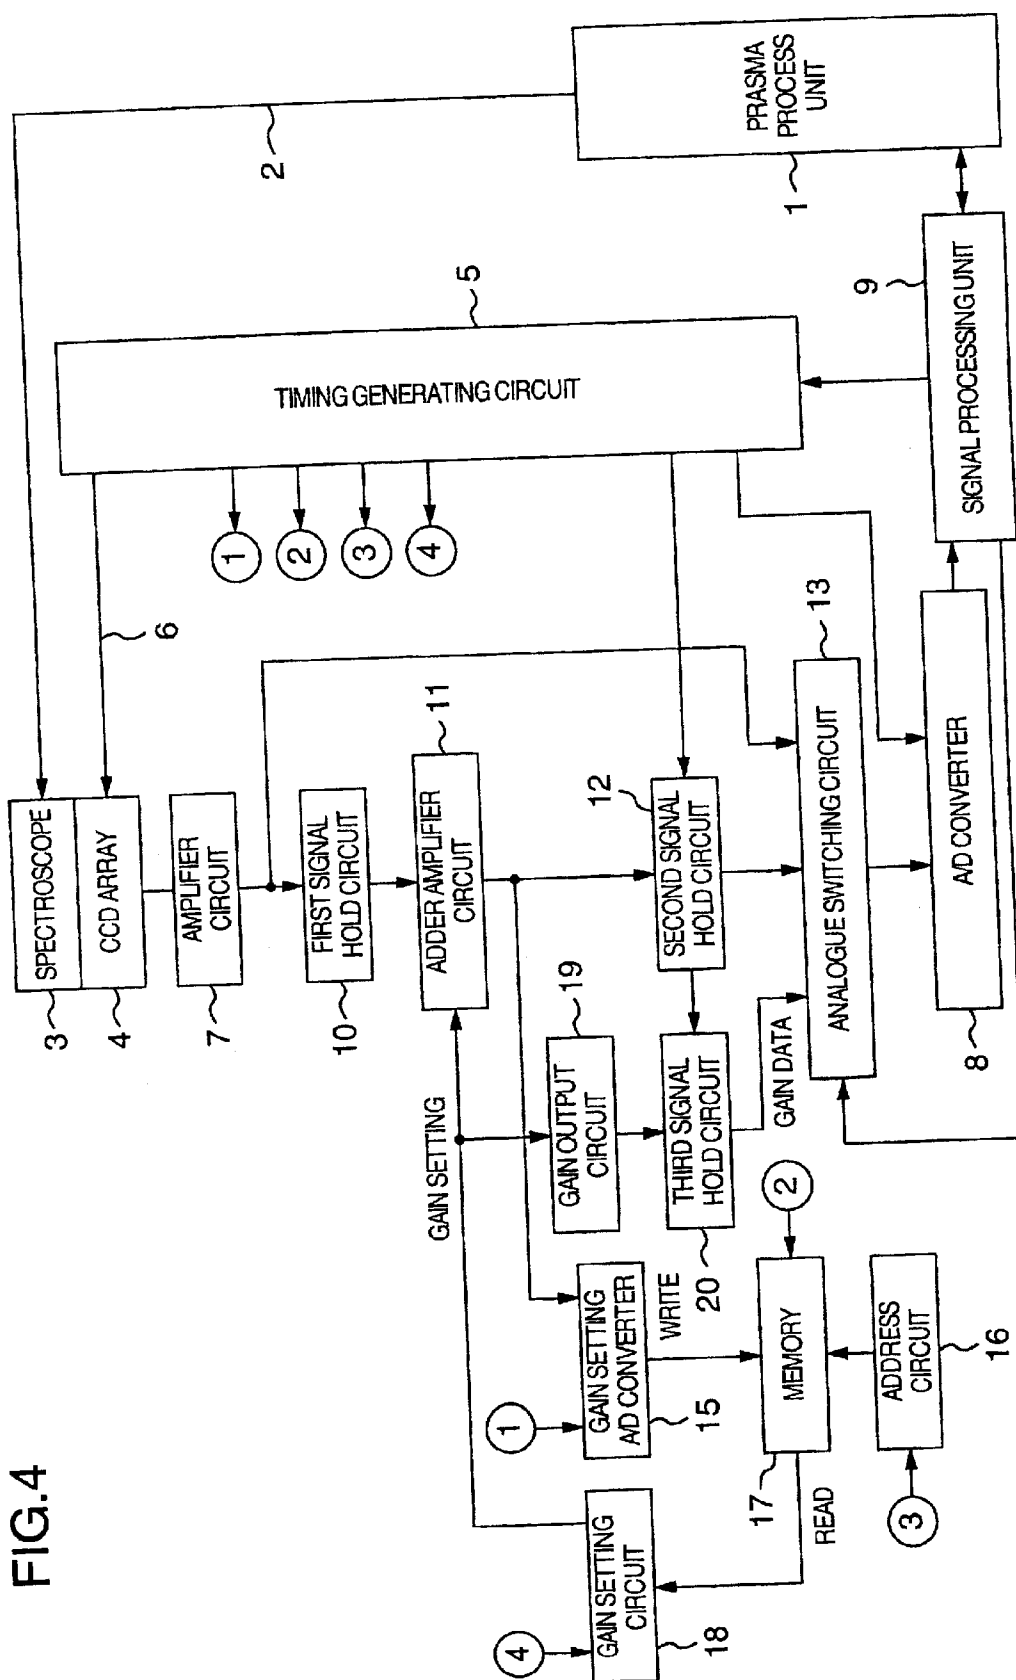 FIG.4
PRASMA
PROCESS
UNIT
1
2
TIMING GENERATING CIRCUIT
5
9
SIGNAL PROCESSING UNIT
1
2
3
4
6
SPECTROSCOPE
CCD ARRAY
3
4
AMPLIFIER
CIRCUIT
7
FIRST SIGNAL
HOLD CIRCUIT
10
ADDER AMPLIFIER
CIRCUIT
11
SECOND SIGNAL
HOLD CIRCUIT
12
ANALOGUE SWITCHING CIRCUIT
13
A/D CONVERTER
8
GAIN SETTING
GAIN OUTPUT
CIRCUIT
19
THIRD SIGNAL
HOLD CIRCUIT
20
GAIN DATA
GAIN SETTING
A/D CONVERTER
15
1
WRITE
MEMORY
17
2
READ
ADDRESS
CIRCUIT
16
3
GAIN SETTING
CIRCUIT
18
4